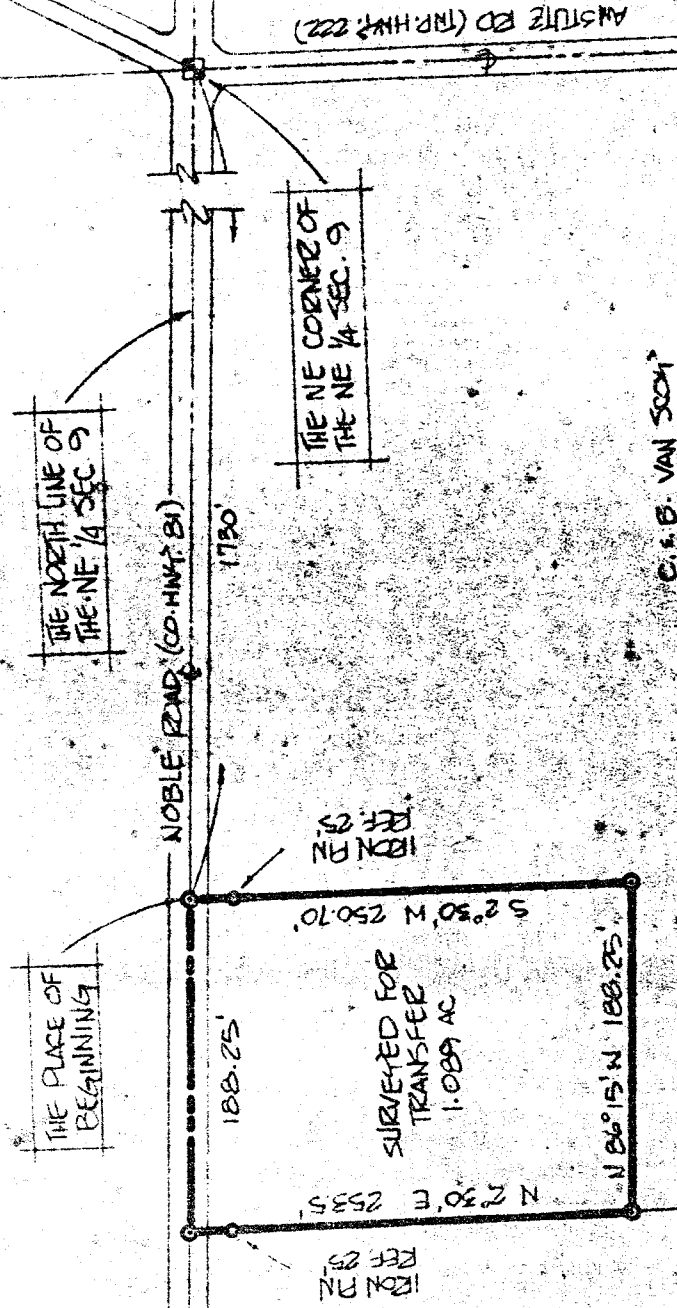 AMSTUTZ RD (TNP. HWY. 222)
THE NORTH LINE OF
THE NE 1/4 SEC. 9
THE NE CORNER OF
THE NE 1/4 SEC. 9
NOBLE ROAD (CO. HWY. 81)
1730'
C. & B. VAN
THE PLACE OF
BEGINNING
IRON PIN
REF. 25
188.25'
S 2°30' W 250.70'
SURVEYED FOR
TRANSFER
1.089 AC
N 86°15' W 188.25'
N 2°30' E 253.5'
IRON PIN
REF. 25